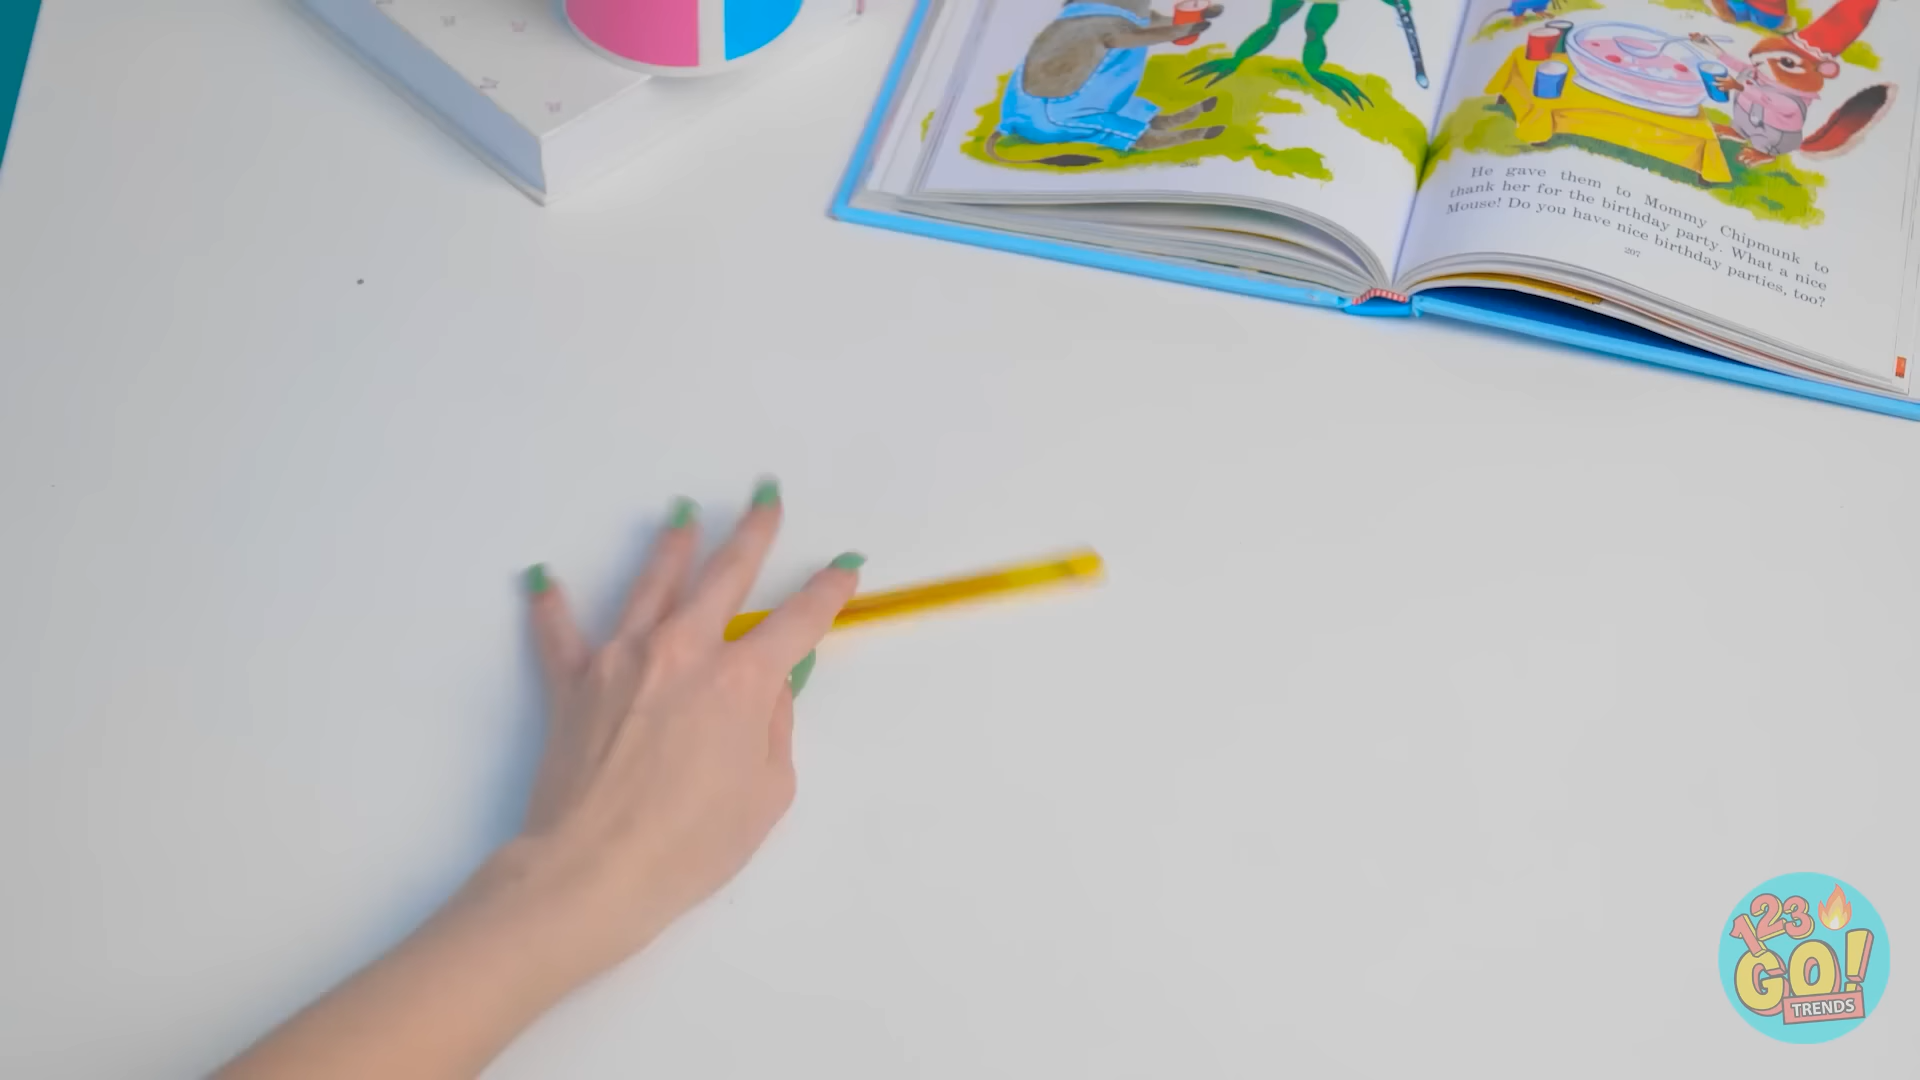 He gave them to Mommy Chipmunk to
thank her for the birthday party. What a nice
Mouse! Do you have nice birthday parties, too?
207
123
GO!
TRENDS